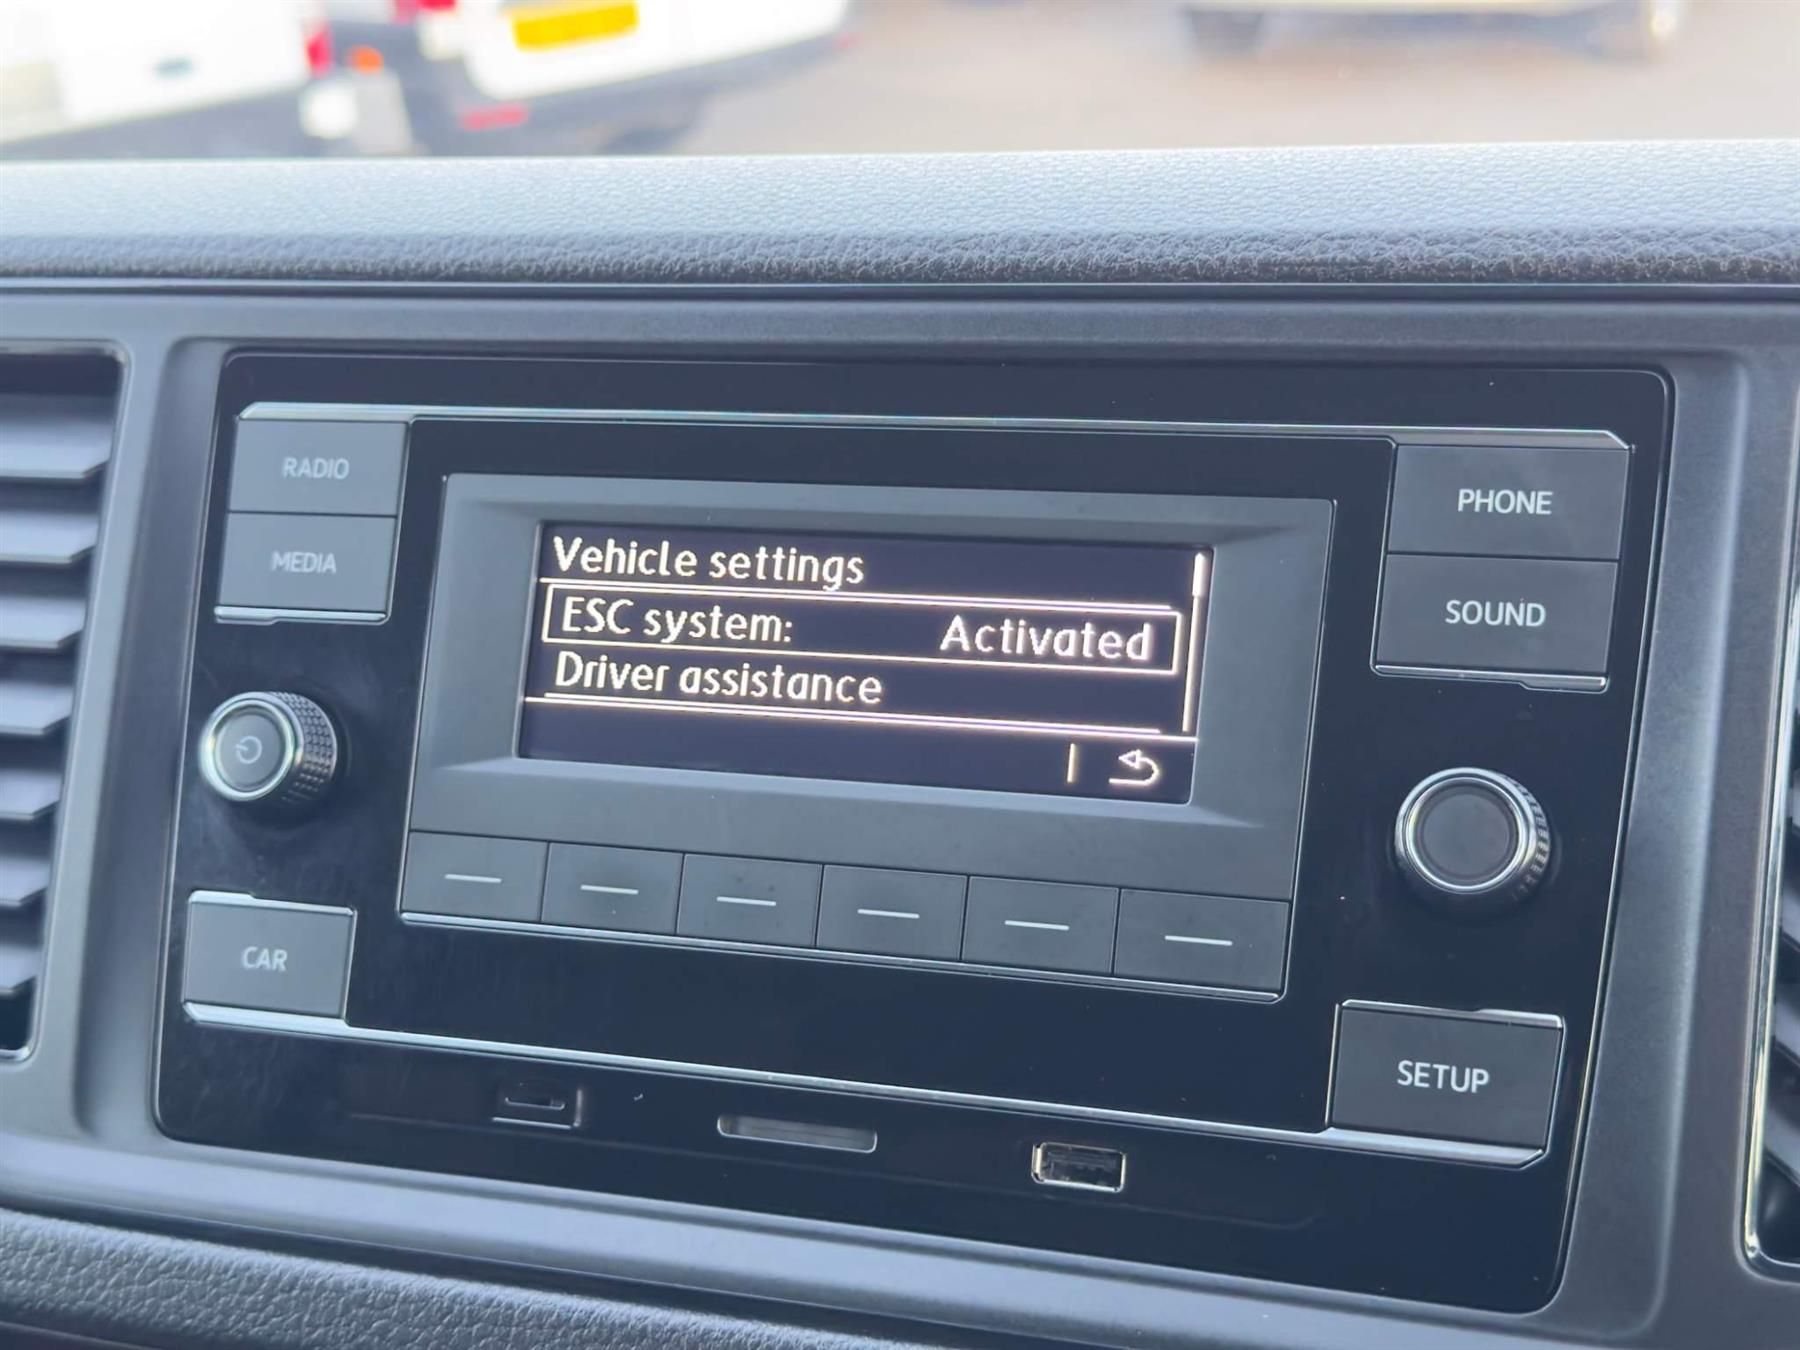 RADIO
MEDIA
Vehicle settings
ESC system: Activated
Driver assistance
PHONE
SOUND
CAR
SETUP